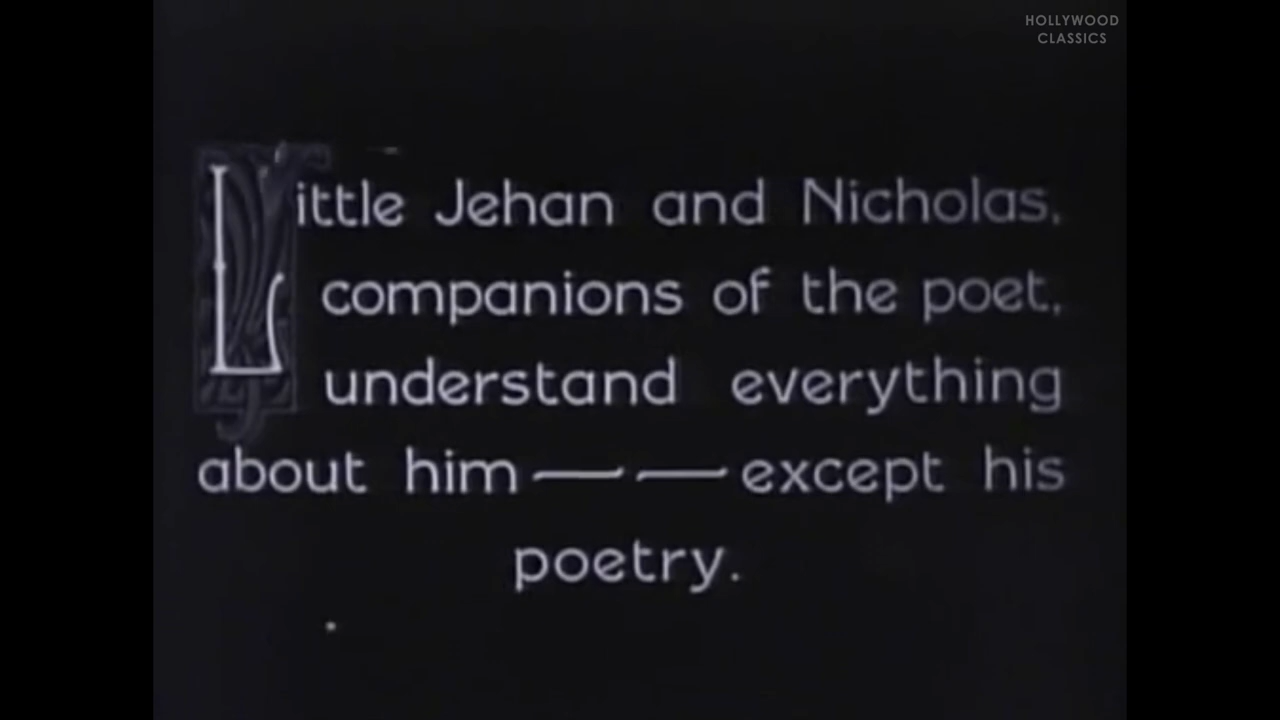 HOLLYWOOD
CLASSICS
Little Jehan and Nicholas,
companions of the poet,
understand everything
about him — — except his
poetry.